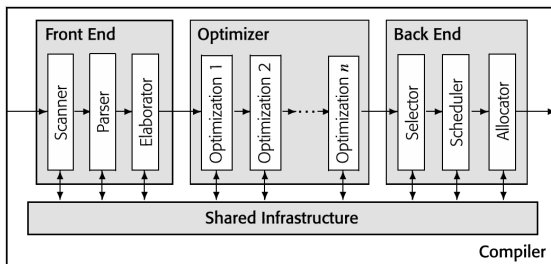 Front End
Optimizer
Back End
Scanner
Parser
Elaborator
Optimization 1
Optimization 2
Optimization n
Selector
Scheduler
Allocator
Shared Infrastructure
Compiler